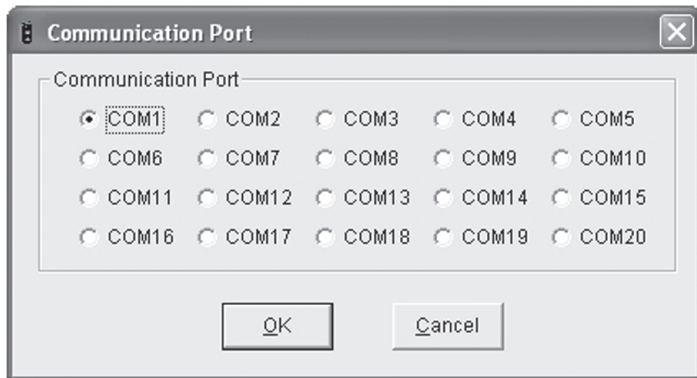 Communication Port
Communication Port
COM1 COM2 COM3 COM4 COM5
COM6 COM7 COM8 COM9 COM10
COM11 COM12 COM13 COM14 COM15
COM16 COM17 COM18 COM19 COM20
OK Cancel